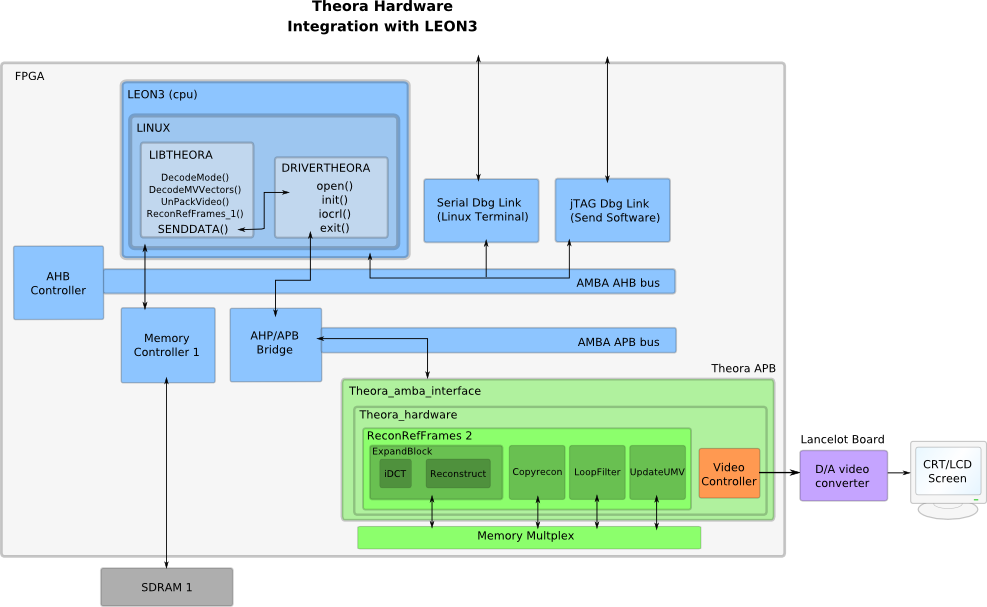 Theora Hardware
Integration with LEON3
FPGA
LEON3 (cpu)
LINUX
LIBTHEORA
DecodeMode()
DecodeMVVectors()
UnPackVideo()
ReconRefFrames_1()
SENDDATA()
DRIVERTHEORA
open()
init()
iocrl()
exit()
Serial Dbg Link
(Linux Terminal)
jTAG Dbg Link
(Send Software)
AHB
Controller
AMBA AHB bus
Memory
Controller 1
AHP/APB
Bridge
AMBA APB bus
Theora APB
Theora_amba_interface
Theora_hardware
ReconRefFrames 2
ExpandBlock
iDCT
Reconstruct
Copyrecon
LoopFilter
UpdateUMV
Video
Controller
Lancelot Board
D/A video
converter
CRT/LCD
Screen
Memory Multplex
SDRAM 1